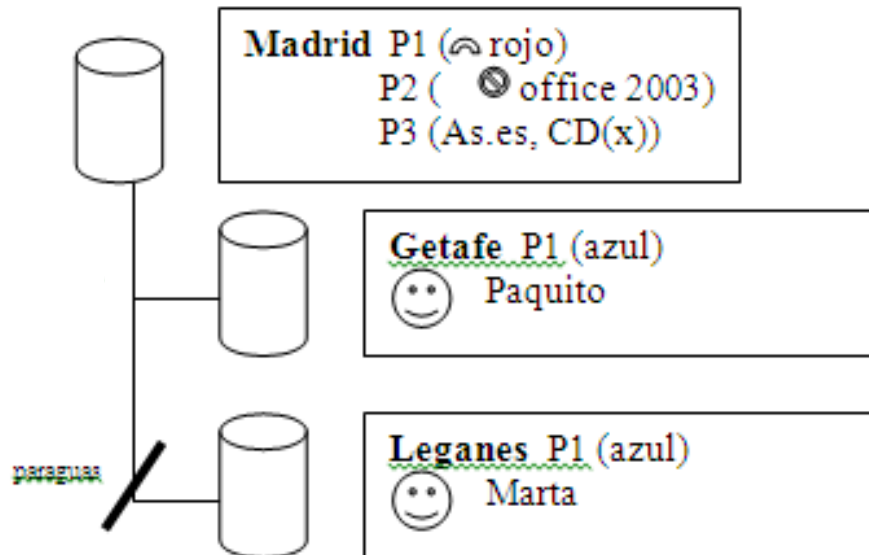 Madrid P1 ( rojo)
P2 ( office 2003)
P3 (As.es, CD(x))
Getafe P1 (azul)
Paquito
paraguas
Leganes P1 (azul)
Marta